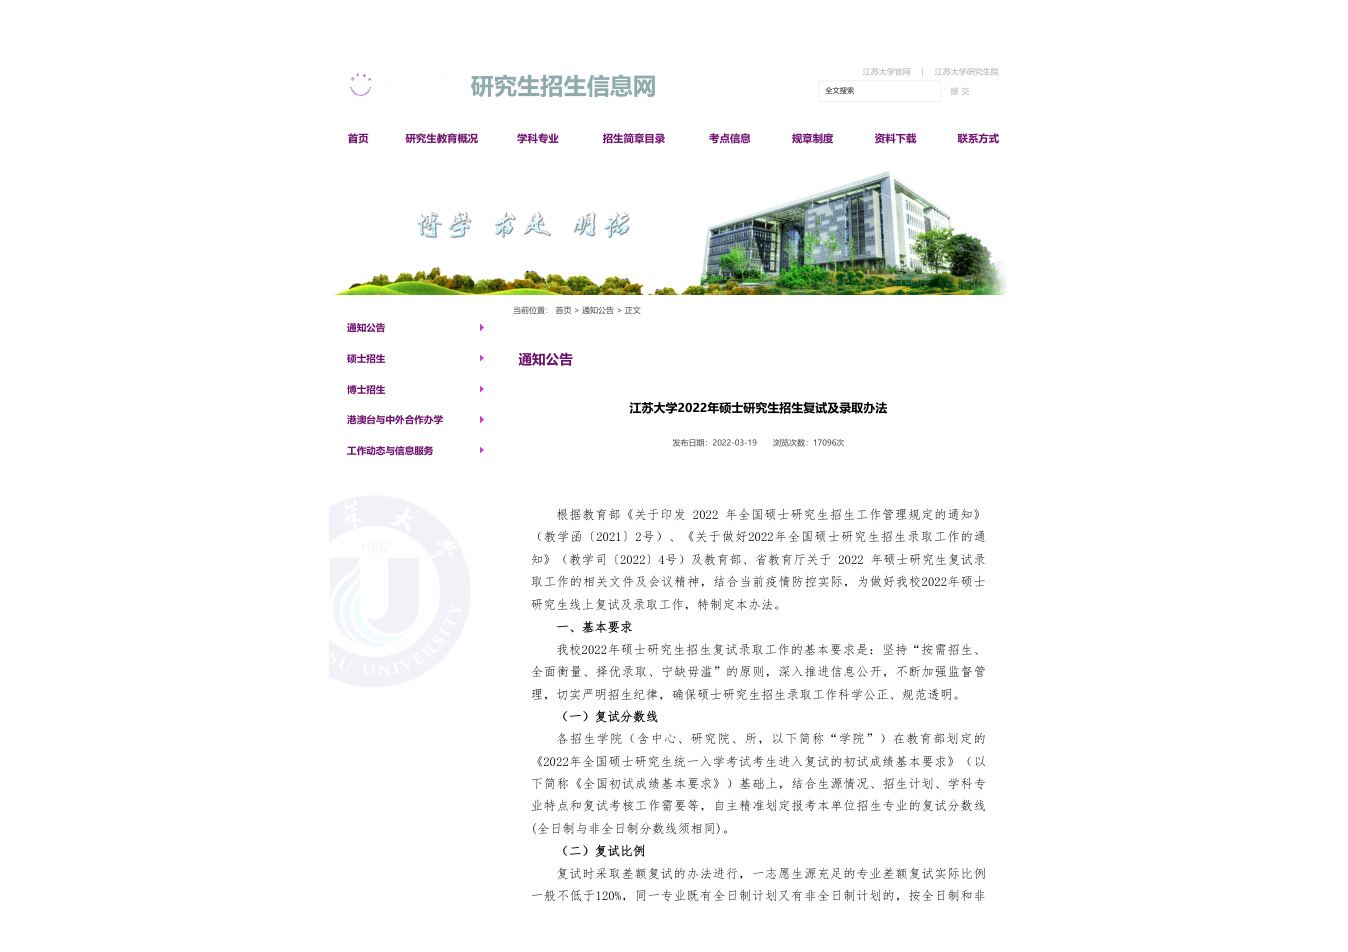 江苏大学官网 | 江苏大学研究生院
研究生招生信息网
全文搜索 提 交
首页 研究生教育概况 学科专业 招生简章目录 考点信息 规章制度 资料下载 联系方式
博学 求是 明德
当前位置: 首页 > 通知公告 > 正文
通知公告
硕士招生
博士招生
港澳台与中外合作办学
工作动态与信息服务
通知公告
江苏大学2022年硕士研究生招生复试及录取办法
发布日期: 2022-03-19 浏览次数: 17096次
苏大学
1902
SU UNIVERSITY
根据教育部《关于印发 2022 年全国硕士研究生招生工作管理规定的通知》
（教学函〔2021〕2号）、《关于做好2022年全国硕士研究生招生录取工作的通
知》（教学司〔2022〕4号）及教育部、省教育厅关于 2022 年硕士研究生复试录
取工作的相关文件及会议精神，结合当前疫情防控实际，为做好我校2022年硕士
研究生线上复试及录取工作，特制定本办法。
一、基本要求
我校2022年硕士研究生招生复试录取工作的基本要求是：坚持“按需招生、
全面衡量、择优录取、宁缺毋滥”的原则，深入推进信息公开，不断加强监督管
理，切实严明招生纪律，确保硕士研究生招生录取工作科学公正、规范透明。
（一）复试分数线
各招生学院（含中心、研究院、所，以下简称“学院”）在教育部划定的
《2022年全国硕士研究生统一入学考试考生进入复试的初试成绩基本要求》（以
下简称《全国初试成绩基本要求》）基础上，结合生源情况、招生计划、学科专
业特点和复试考核工作需要等，自主精准划定报考本单位招生专业的复试分数线
(全日制与非全日制分数线须相同)。
（二）复试比例
复试时采取差额复试的办法进行，一志愿生源充足的专业差额复试实际比例
一般不低于120%，同一专业既有全日制计划又有非全日制计划的，按全日制和非